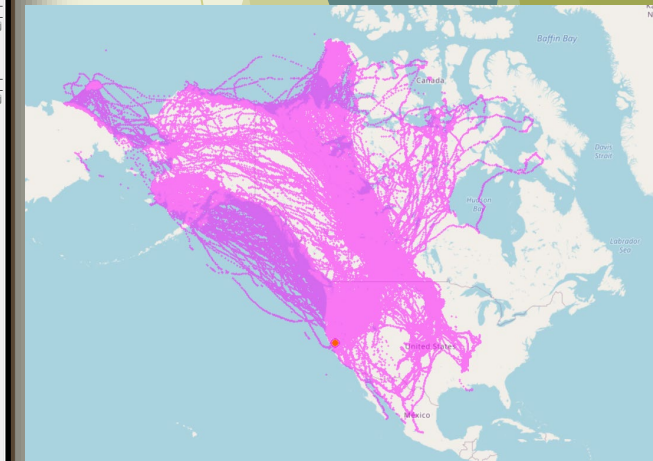 Baffin Bay
Canada
Davis
Strait
Hudson
Bay
Labrador
Sea
United States
México